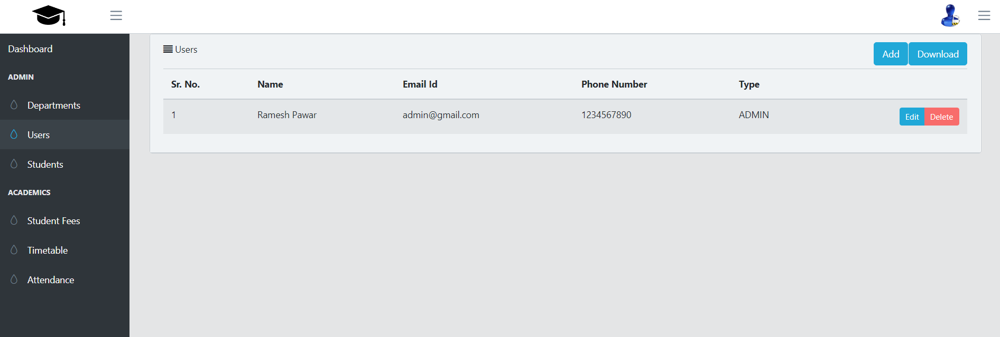 Dashboard
ADMIN
Departments
Users
Students
ACADEMICS
Student Fees
Timetable
Attendance
Users
Add Download
Sr. No. Name Email Id Phone Number Type
1 Ramesh Pawar admin@gmail.com 1234567890 ADMIN Edit Delete